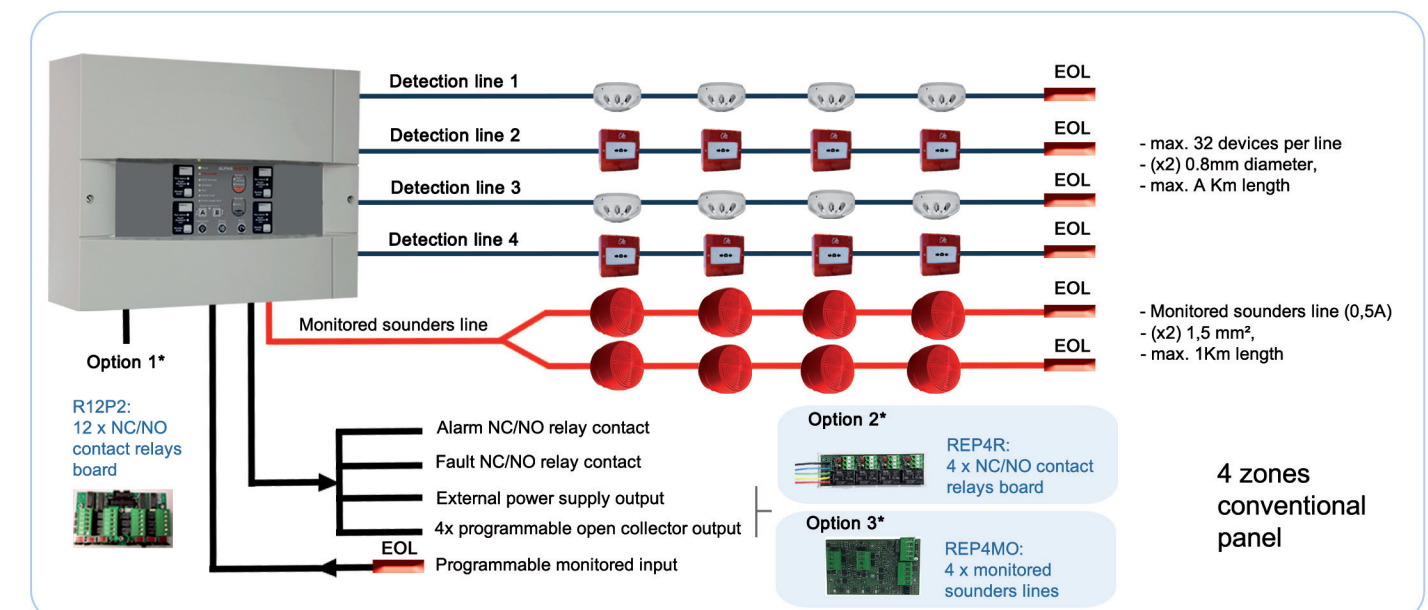 Detection line 1
EOL
Detection line 2
EOL
- max. 32 devices per line
- (x2) 0.8mm diameter,
- max. A Km length
Detection line 3
EOL
Detection line 4
EOL
A
B
EOL
Monitored sounders line
- Monitored sounders line (0,5A)
- (x2) 1,5 mm²,
- max. 1Km length
EOL
Option 1*
R12P2:
12 x NC/NO
contact relays
board
Alarm NC/NO relay contact
Fault NC/NO relay contact
External power supply output
4x programmable open collector output
EOL
Programmable monitored input
Option 2*
REP4R:
4 x NC/NO contact
relays board
Option 3*
REP4MO:
4 x monitored
sounders lines
4 zones
conventional
panel